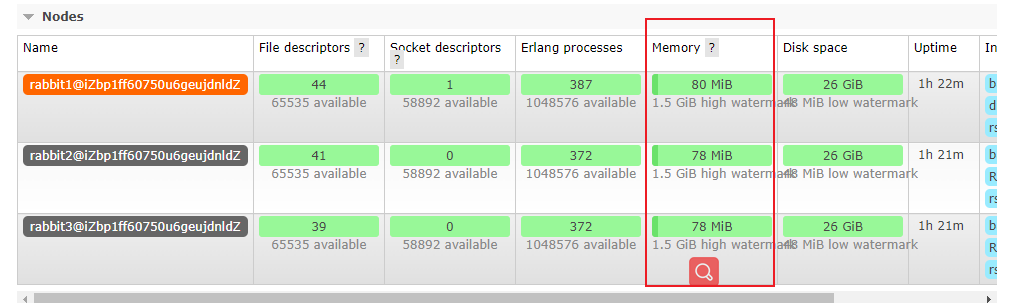 Nodes
Name File descriptors ? Socket descriptors ? Erlang processes Memory ? Disk space Uptime In
rabbit1@iZbp1ff60750u6geujdnldZ 44 1 387 80 MiB 26 GiB 1h 22m b
65535 available 58892 available 1048576 available 1.5 GiB high watermark 48 MiB low watermark d
rs
rabbit2@iZbp1ff60750u6geujdnldZ 41 0 372 78 MiB 26 GiB 1h 21m b
65535 available 58892 available 1048576 available 1.5 GiB high watermark 48 MiB low watermark R
rs
rabbit3@iZbp1ff60750u6geujdnldZ 39 0 372 78 MiB 26 GiB 1h 21m b
65535 available 58892 available 1048576 available 1.5 GiB high watermark 48 MiB low watermark R
rs